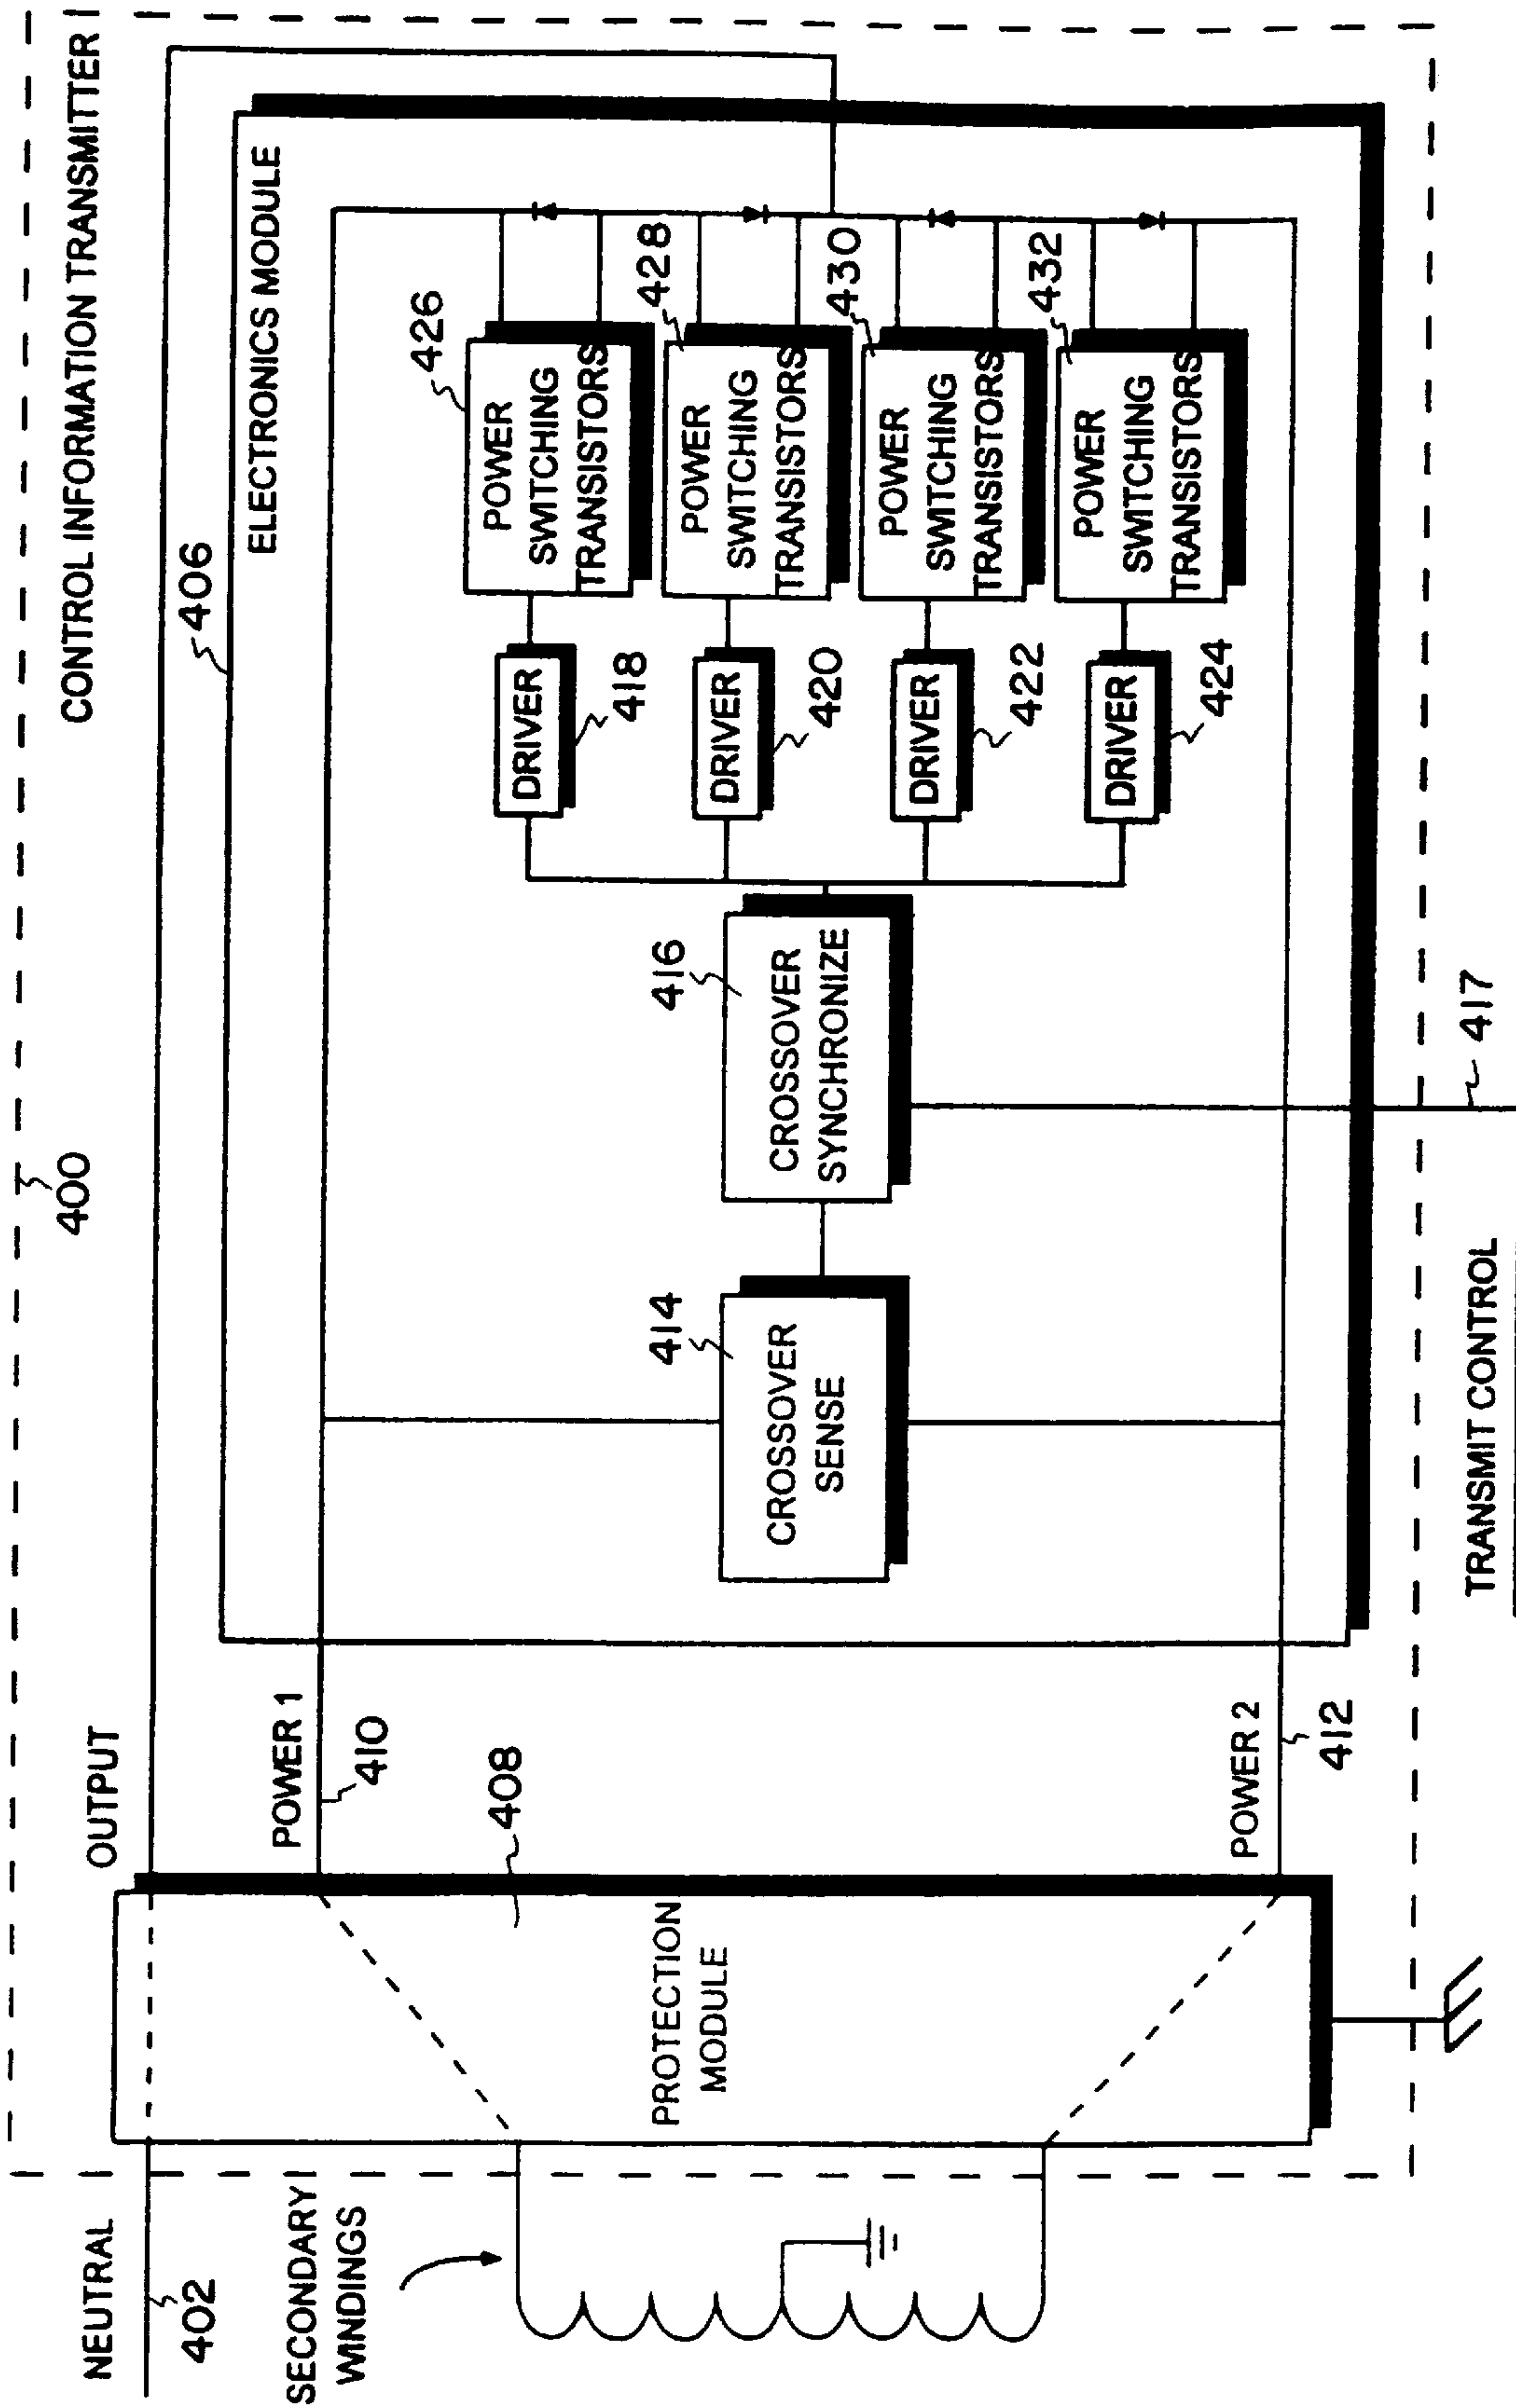 400
CONTROL INFORMATION TRANSMITTER
NEUTRAL
402
OUTPUT
406
ELECTRONICS MODULE
SECONDARY
WINDINGS
POWER 1
410
408
PROTECTION
MODULE
414
CROSSOVER
SENSE
416
CROSSOVER
SYNCHRONIZE
DRIVER
418
426
POWER
SWITCHING
TRANSISTORS
DRIVER
420
428
POWER
SWITCHING
TRANSISTORS
DRIVER
422
430
POWER
SWITCHING
TRANSISTORS
DRIVER
424
432
POWER
SWITCHING
TRANSISTORS
POWER 2
412
TRANSMIT CONTROL
417